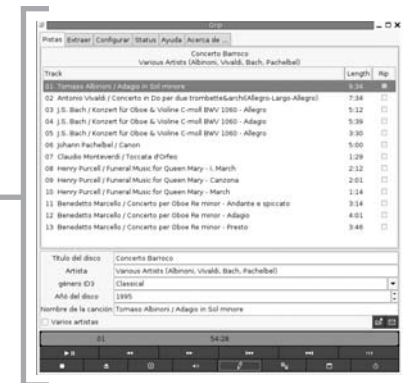 Grip
Pistas Extraer Configurar Status Ayuda Acerca de ...
Concerto Barroco
Various Artists (Albinoni, Vivaldi, Bach, Pachelbel)
Track Length Rip
01 Tomaso Albinoni / Adagio in Sol minore 9:34
02 Antonio Vivaldi / Concerto in Do per due trombette&archi(Allegro-Largo-Allegro) 7:34
03 J.S. Bach / Konzert für Oboe & Violine C-moll BWV 1060 - Allegro 5:12
04 J.S. Bach / Konzert für Oboe & Violine C-moll BWV 1060 - Adagio 5:39
05 J.S. Bach / Konzert für Oboe & Violine C-moll BWV 1060 - Allegro 3:30
06 Johann Pachelbel / Canon 5:00
07 Claudio Monteverdi / Toccata d'Orfeo 1:29
08 Henry Purcell / Funeral Music for Queen Mary - I. March 2:12
09 Henry Purcell / Funeral Music for Queen Mary - Canzona 2:01
10 Henry Purcell / Funeral Music for Queen Mary - March 1:14
11 Benedetto Marcello / Concerto per Oboe Re minor - Andante e spiccato 3:14
12 Benedetto Marcello / Concerto per Oboe Re minor - Adagio 4:01
13 Benedetto Marcello / Concerto per Oboe Re minor - Presto 3:46
Título del disco Concerto Barroco
Artista Various Artists (Albinoni, Vivaldi, Bach, Pachelbel)
género ID3 Classical
Año del disco 1995
Nombre de la canción Tomaso Albinoni / Adagio in Sol minore
Varios artistas
01 54:28